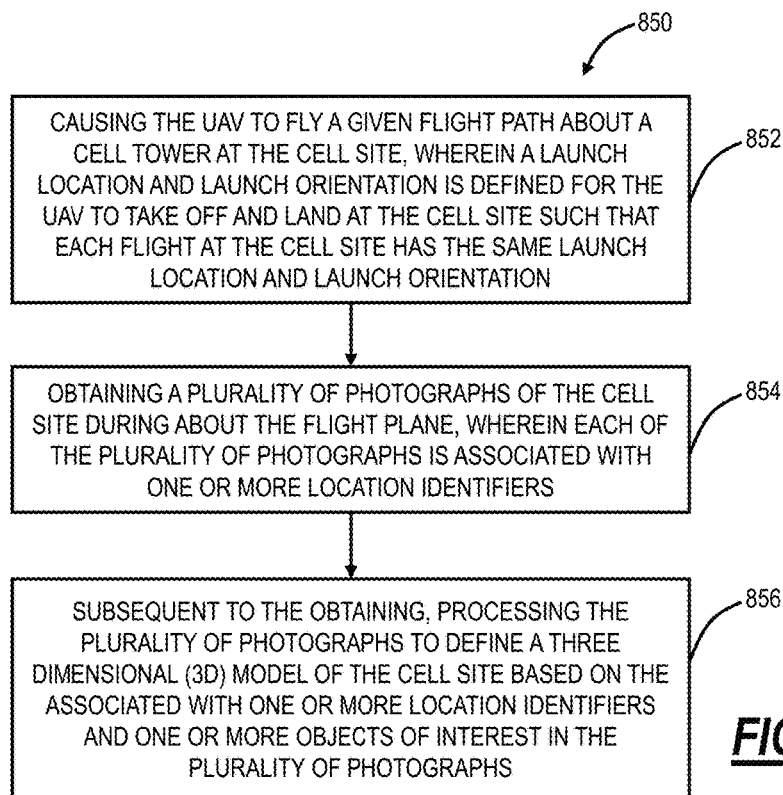 850
CAUSING THE UAV TO FLY A GIVEN FLIGHT PATH ABOUT A
CELL TOWER AT THE CELL SITE, WHEREIN A LAUNCH
LOCATION AND LAUNCH ORIENTATION IS DEFINED FOR THE
UAV TO TAKE OFF AND LAND AT THE CELL SITE SUCH THAT
EACH FLIGHT AT THE CELL SITE HAS THE SAME LAUNCH
LOCATION AND LAUNCH ORIENTATION
852
OBTAINING A PLURALITY OF PHOTOGRAPHS OF THE CELL
SITE DURING ABOUT THE FLIGHT PLANE, WHEREIN EACH OF
THE PLURALITY OF PHOTOGRAPHS IS ASSOCIATED WITH
ONE OR MORE LOCATION IDENTIFIERS
854
SUBSEQUENT TO THE OBTAINING, PROCESSING THE
PLURALITY OF PHOTOGRAPHS TO DEFINE A THREE
DIMENSIONAL (3D) MODEL OF THE CELL SITE BASED ON THE
ASSOCIATED WITH ONE OR MORE LOCATION IDENTIFIERS
AND ONE OR MORE OBJECTS OF INTEREST IN THE
PLURALITY OF PHOTOGRAPHS
856